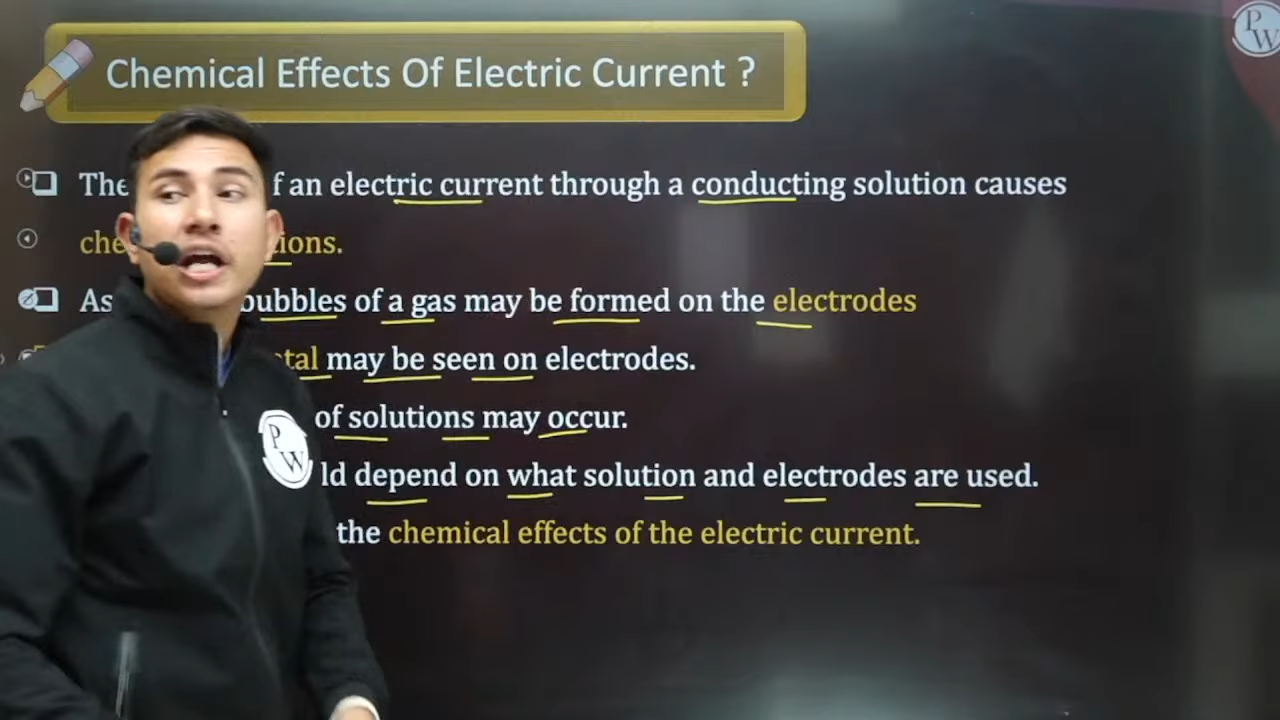 Chemical Effects Of Electric Current ?
P
W
The f an electric current through a conducting solution causes
che ions.
As bubbles of a gas may be formed on the electrodes
tal may be seen on electrodes.
of solutions may occur.
P
W
ld depend on what solution and electrodes are used.
the chemical effects of the electric current.